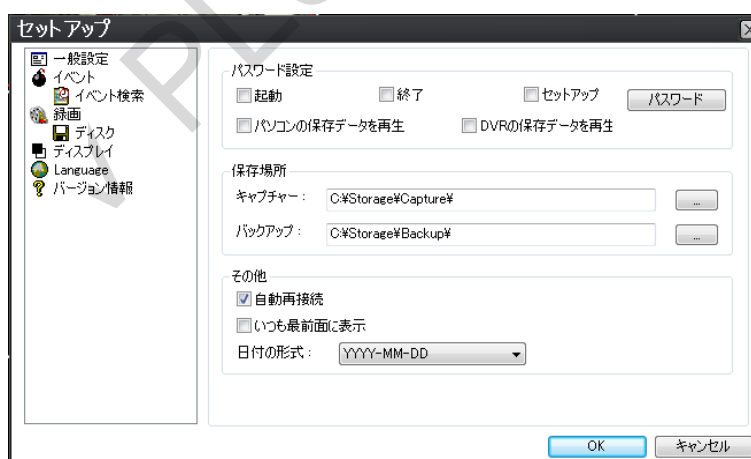 セットアップ
一般設定
イベント
イベント検索
録画
ディスク
ディスプレイ
Language
バージョン情報
パスワード設定
起動 終了 セットアップ パスワード
パソコンの保存データを再生 DVRの保存データを再生
保存場所
キャプチャー： C:¥Storage¥Capture¥ ...
バックアップ： C:¥Storage¥Backup¥ ...
その他
自動再接続
いつも最前面に表示
日付の形式： YYYY-MM-DD
OK キャンセル